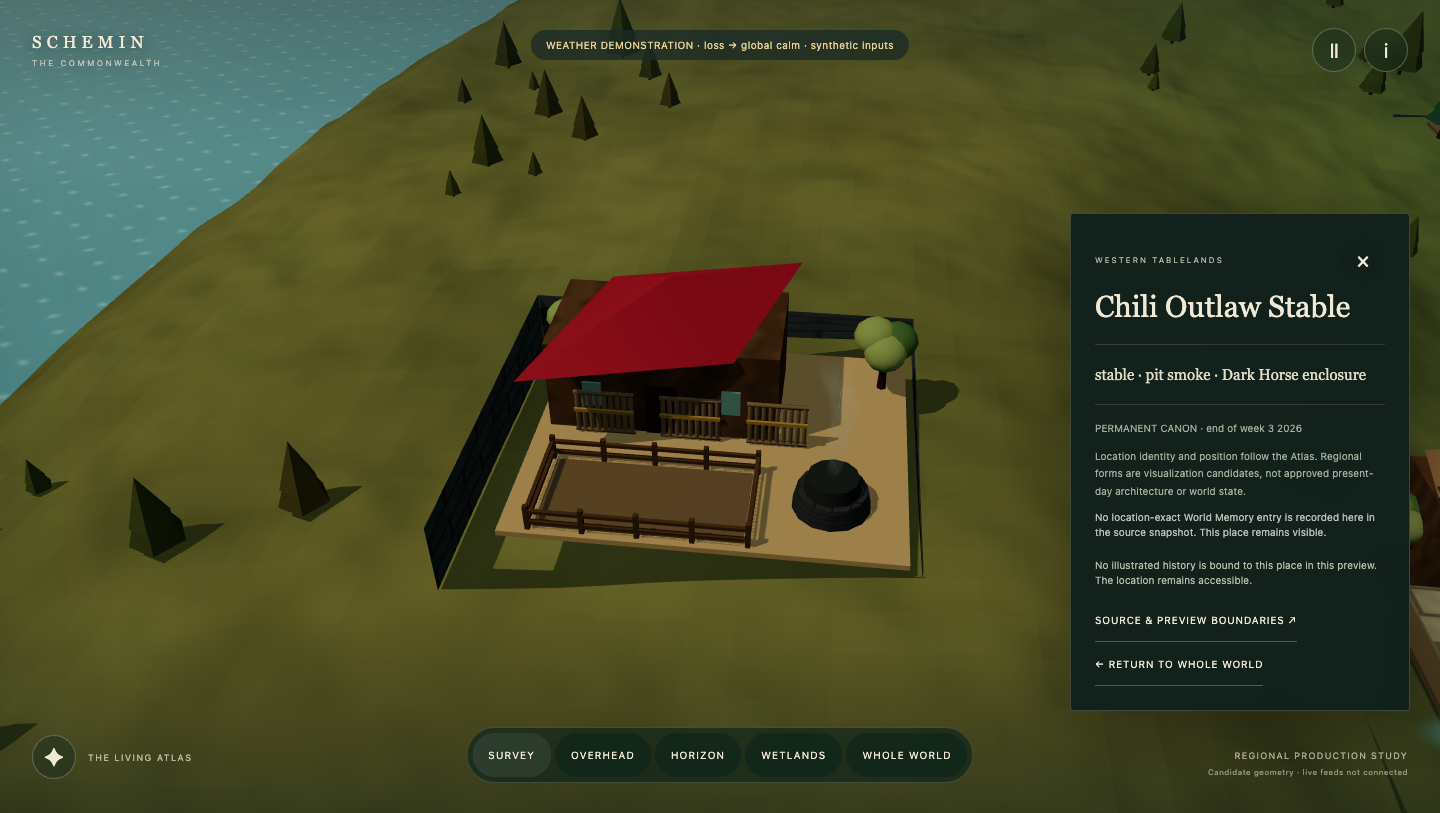 SCHEMIN
THE COMMONWEALTH
WEATHER DEMONSTRATION · loss → global calm · synthetic inputs
i
WESTERN TABLELANDS
×
Chili Outlaw Stable
stable · pit smoke · Dark Horse enclosure
PERMANENT CANON · end of week 3 2026
Location identity and position follow the Atlas. Regional
forms are visualization candidates, not approved present-
day architecture or world state.
No location-exact World Memory entry is recorded here in
the source snapshot. This place remains visible.
No illustrated history is bound to this place in this preview.
The location remains accessible.
SOURCE & PREVIEW BOUNDARIES ↗
← RETURN TO WHOLE WORLD
THE LIVING ATLAS
SURVEY
OVERHEAD
HORIZON
WETLANDS
WHOLE WORLD
REGIONAL PRODUCTION STUDY
Candidate geometry · live feeds not connected